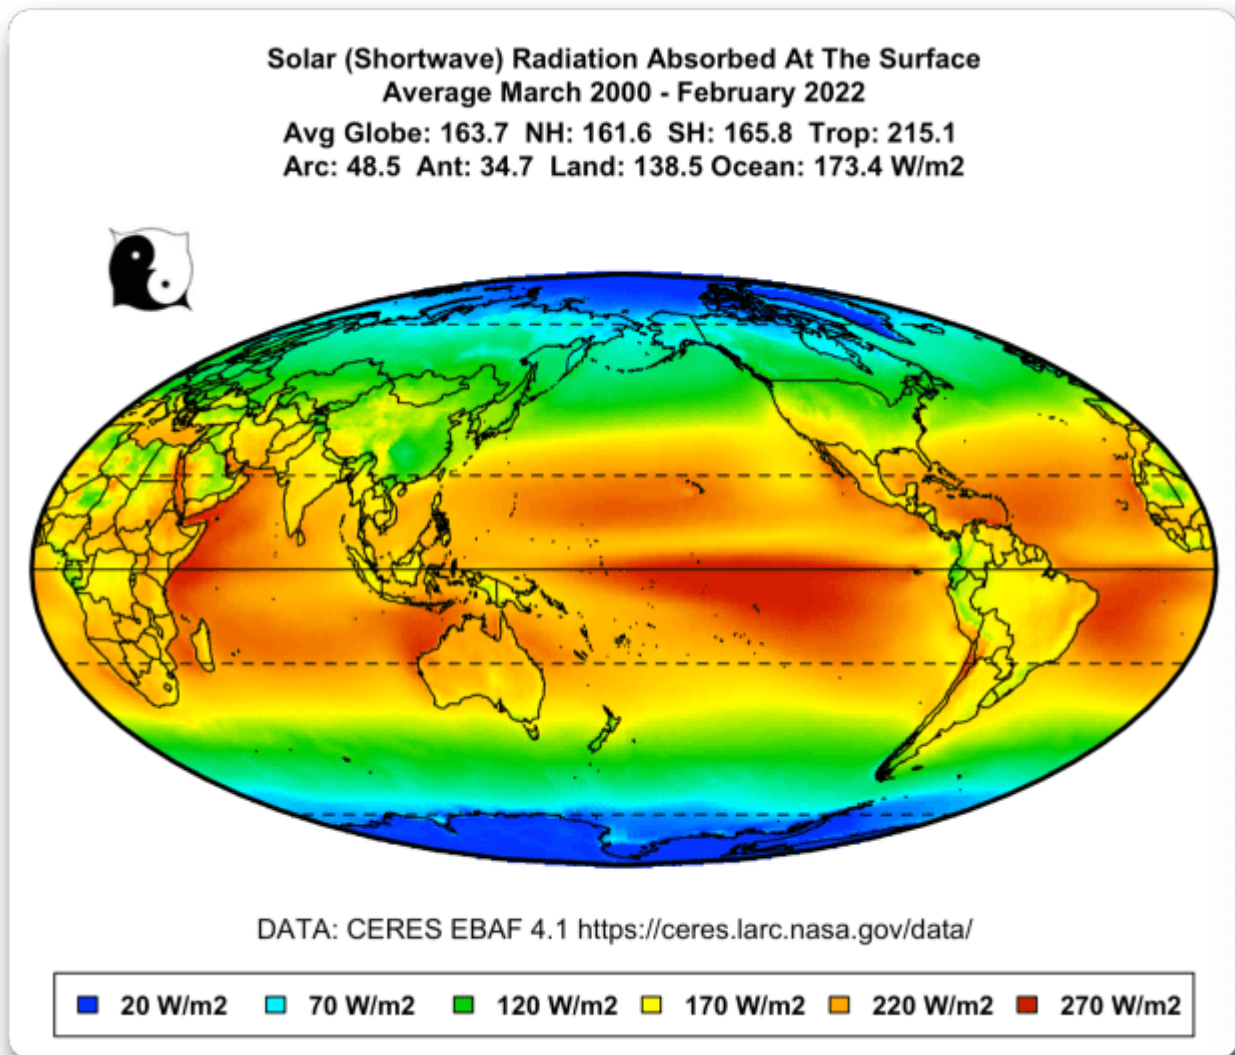 Solar (Shortwave) Radiation Absorbed At The Surface
Average March 2000 - February 2022
Avg Globe: 163.7 NH: 161.6 SH: 165.8 Trop: 215.1
Arc: 48.5 Ant: 34.7 Land: 138.5 Ocean: 173.4 W/m2
DATA: CERES EBAF 4.1 https://ceres.larc.nasa.gov/data/
20 W/m2 70 W/m2 120 W/m2 170 W/m2 220 W/m2 270 W/m2